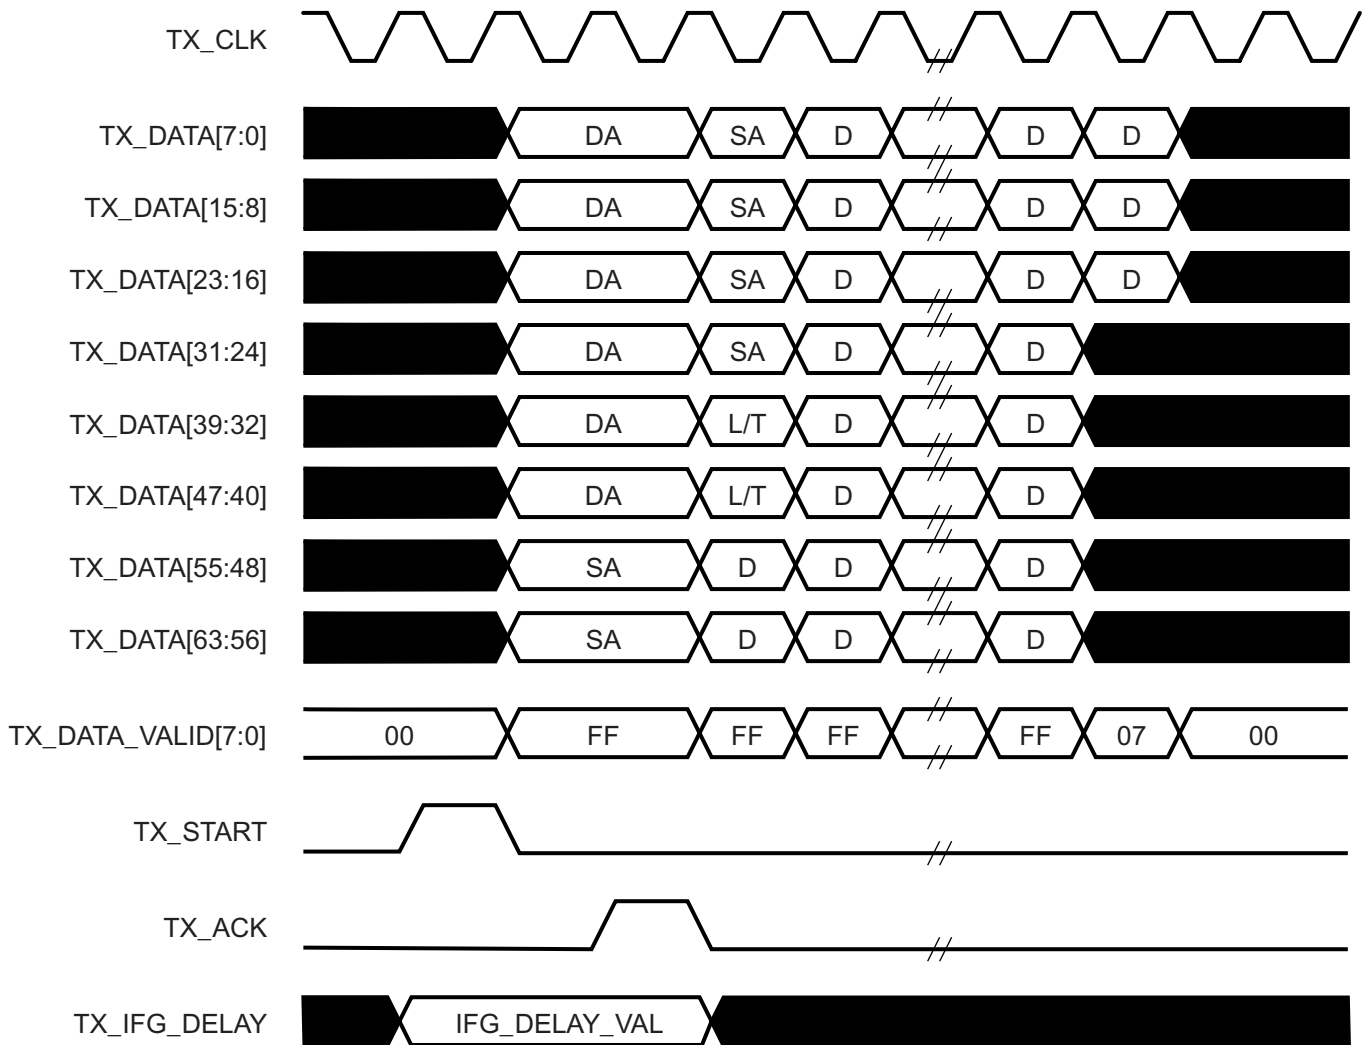 TX_CLK
TX_DATA[7:0] DA SA D D D
TX_DATA[15:8] DA SA D D D
TX_DATA[23:16] DA SA D D D
TX_DATA[31:24] DA SA D D
TX_DATA[39:32] DA L/T D D
TX_DATA[47:40] DA L/T D D
TX_DATA[55:48] SA D D D
TX_DATA[63:56] SA D D D
TX_DATA_VALID[7:0] 00 FF FF FF FF 07 00
TX_START
TX_ACK
TX_IFG_DELAY IFG_DELAY_VAL